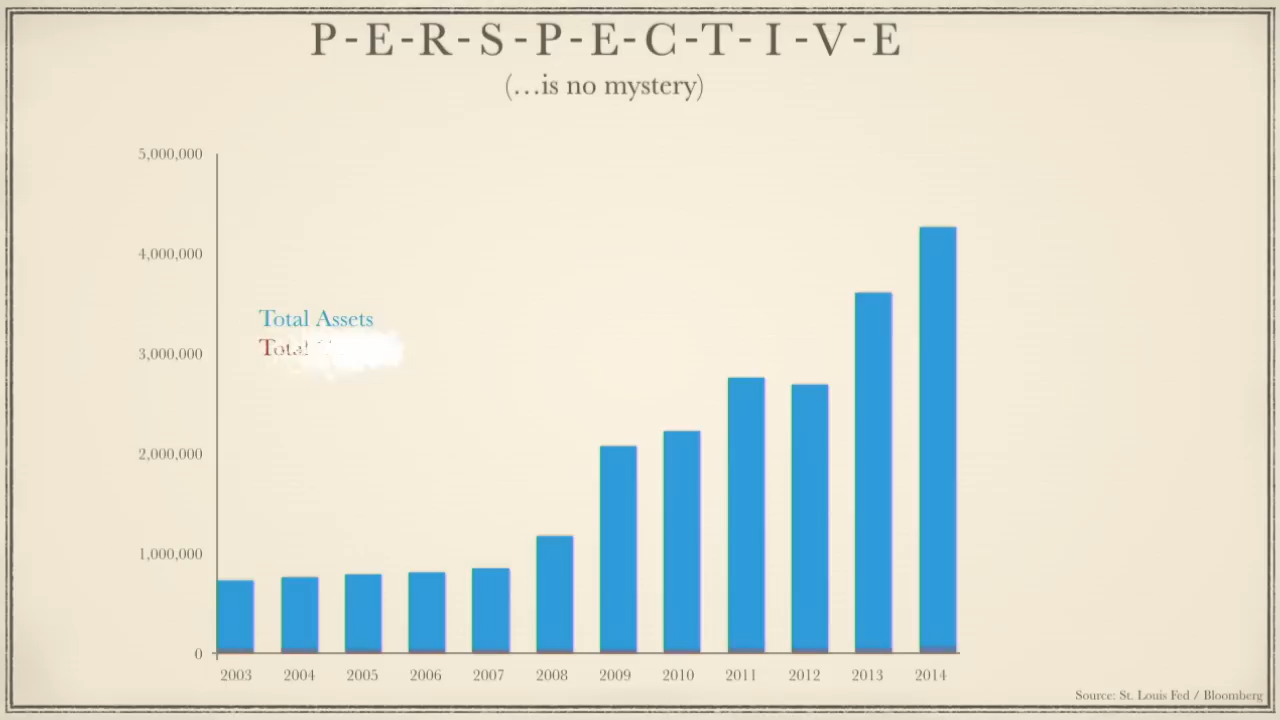 P-E-R-S-P-E-C-T-I-V-E
(...is no mystery)
5,000,000
4,000,000
Total Assets
Total
3,000,000
2,000,000
1,000,000
0
2003 2004 2005 2006 2007 2008 2009 2010 2011 2012 2013 2014
Source: St. Louis Fed / Bloomberg